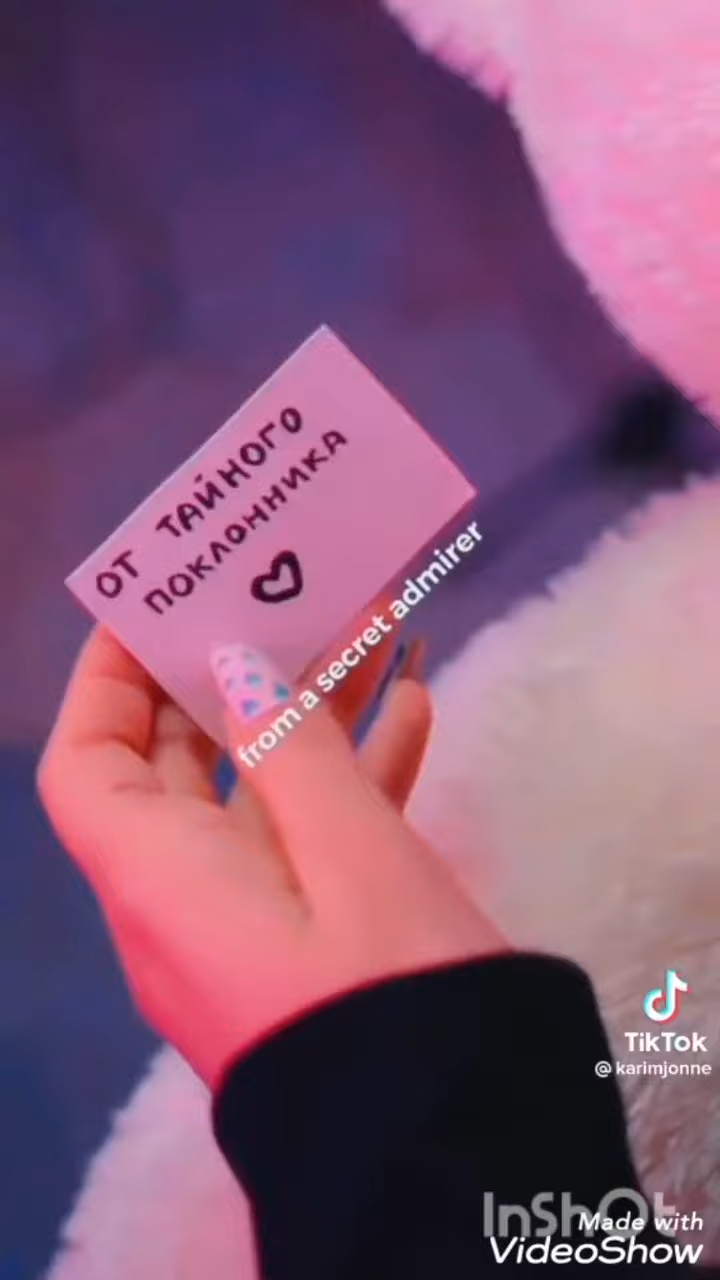 ОТ ТАЙНОГО
ПОКЛОННИКА
from a secret admirer
TikTok
@karimjonne
InShOt
Made with
VideoShow